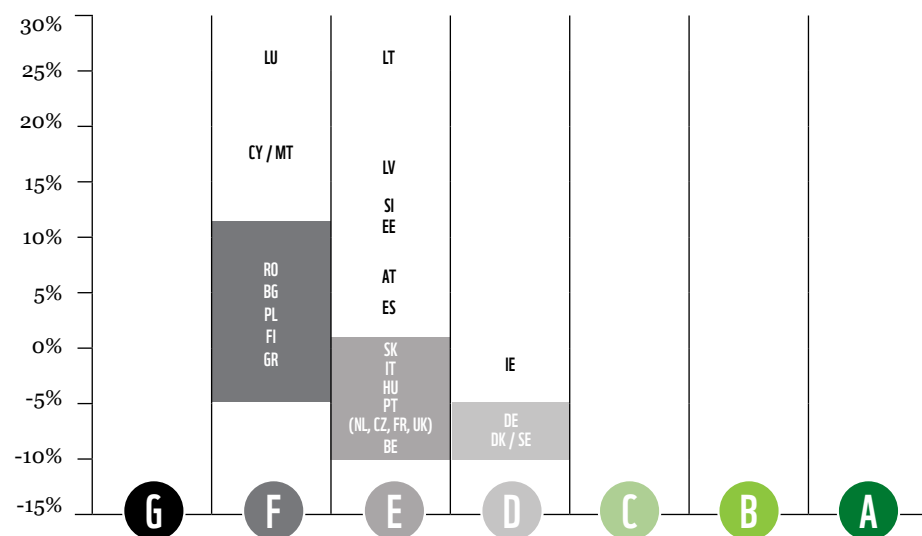 30%
25%
20%
15%
10%
5%
0%
-5%
-10%
-15%
LU
CY / MT
RO
BG
PL
FI
GR
LT
LV
SI
EE
AT
ES
SK
IT
HU
PT
(NL, CZ, FR, UK)
BE
IE
DE
DK / SE
G
F
E
D
C
B
A